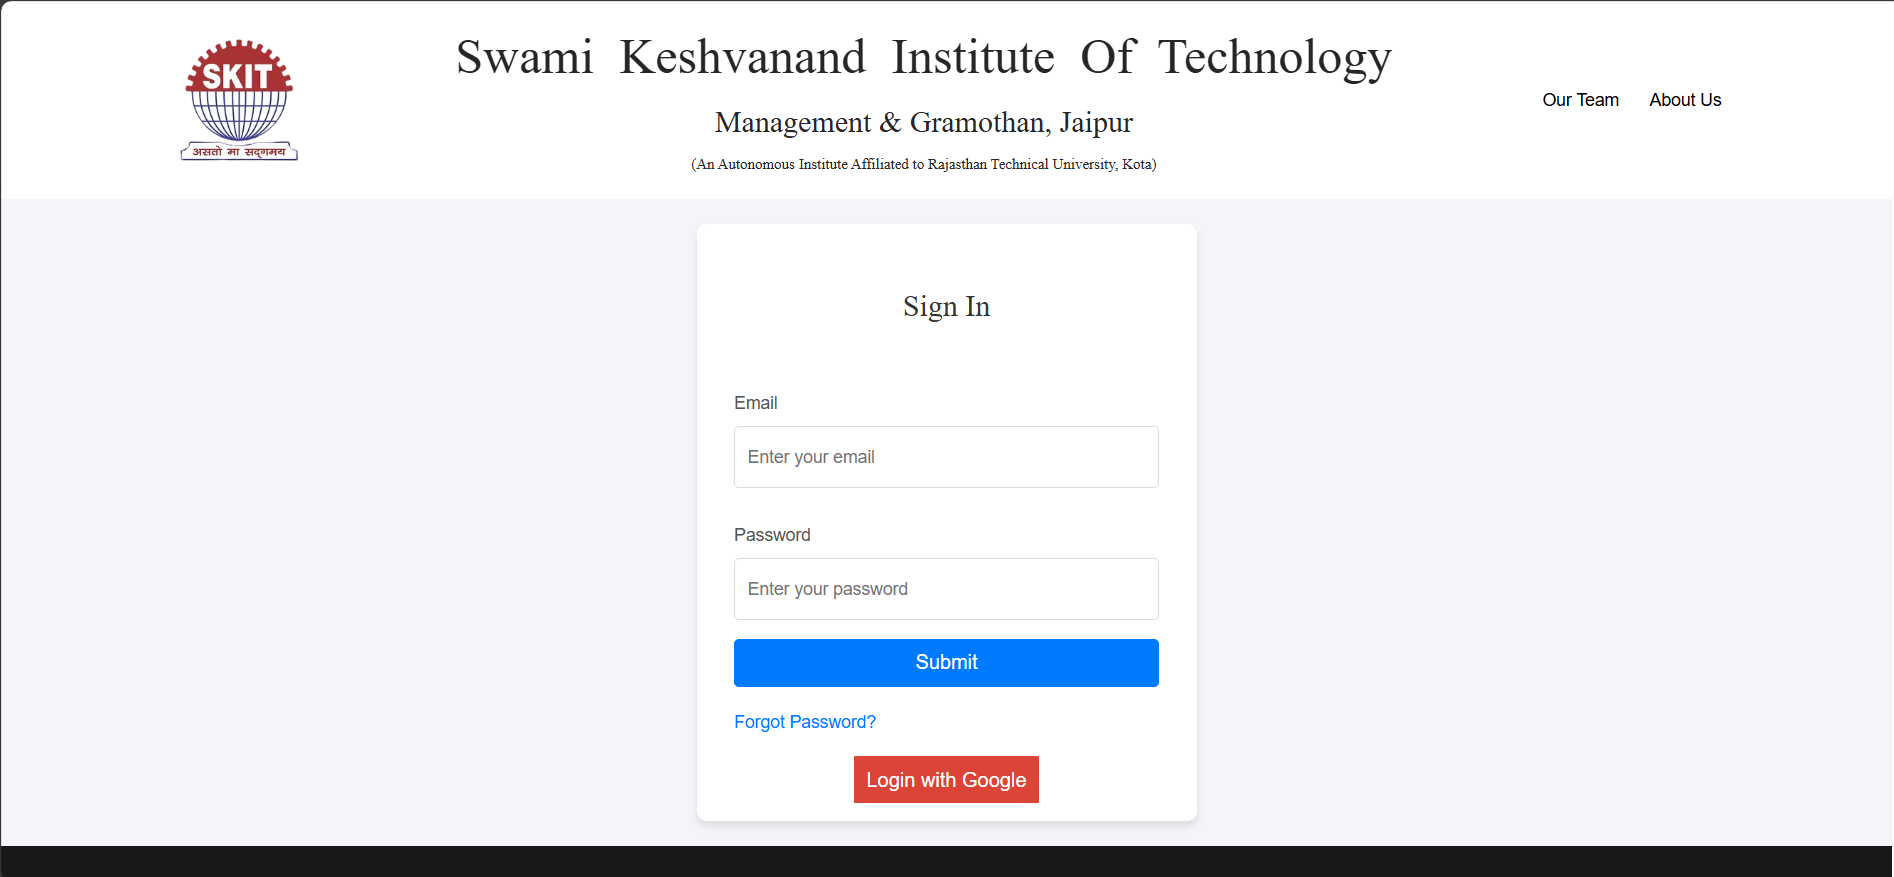 SKIT
असतो मा सद्गमय
Swami Keshvanand Institute Of Technology
Management & Gramothan, Jaipur
(An Autonomous Institute Affiliated to Rajasthan Technical University, Kota)
Our Team About Us
Sign In
Email
Enter your email
Password
Enter your password
Submit
Forgot Password?
Login with Google